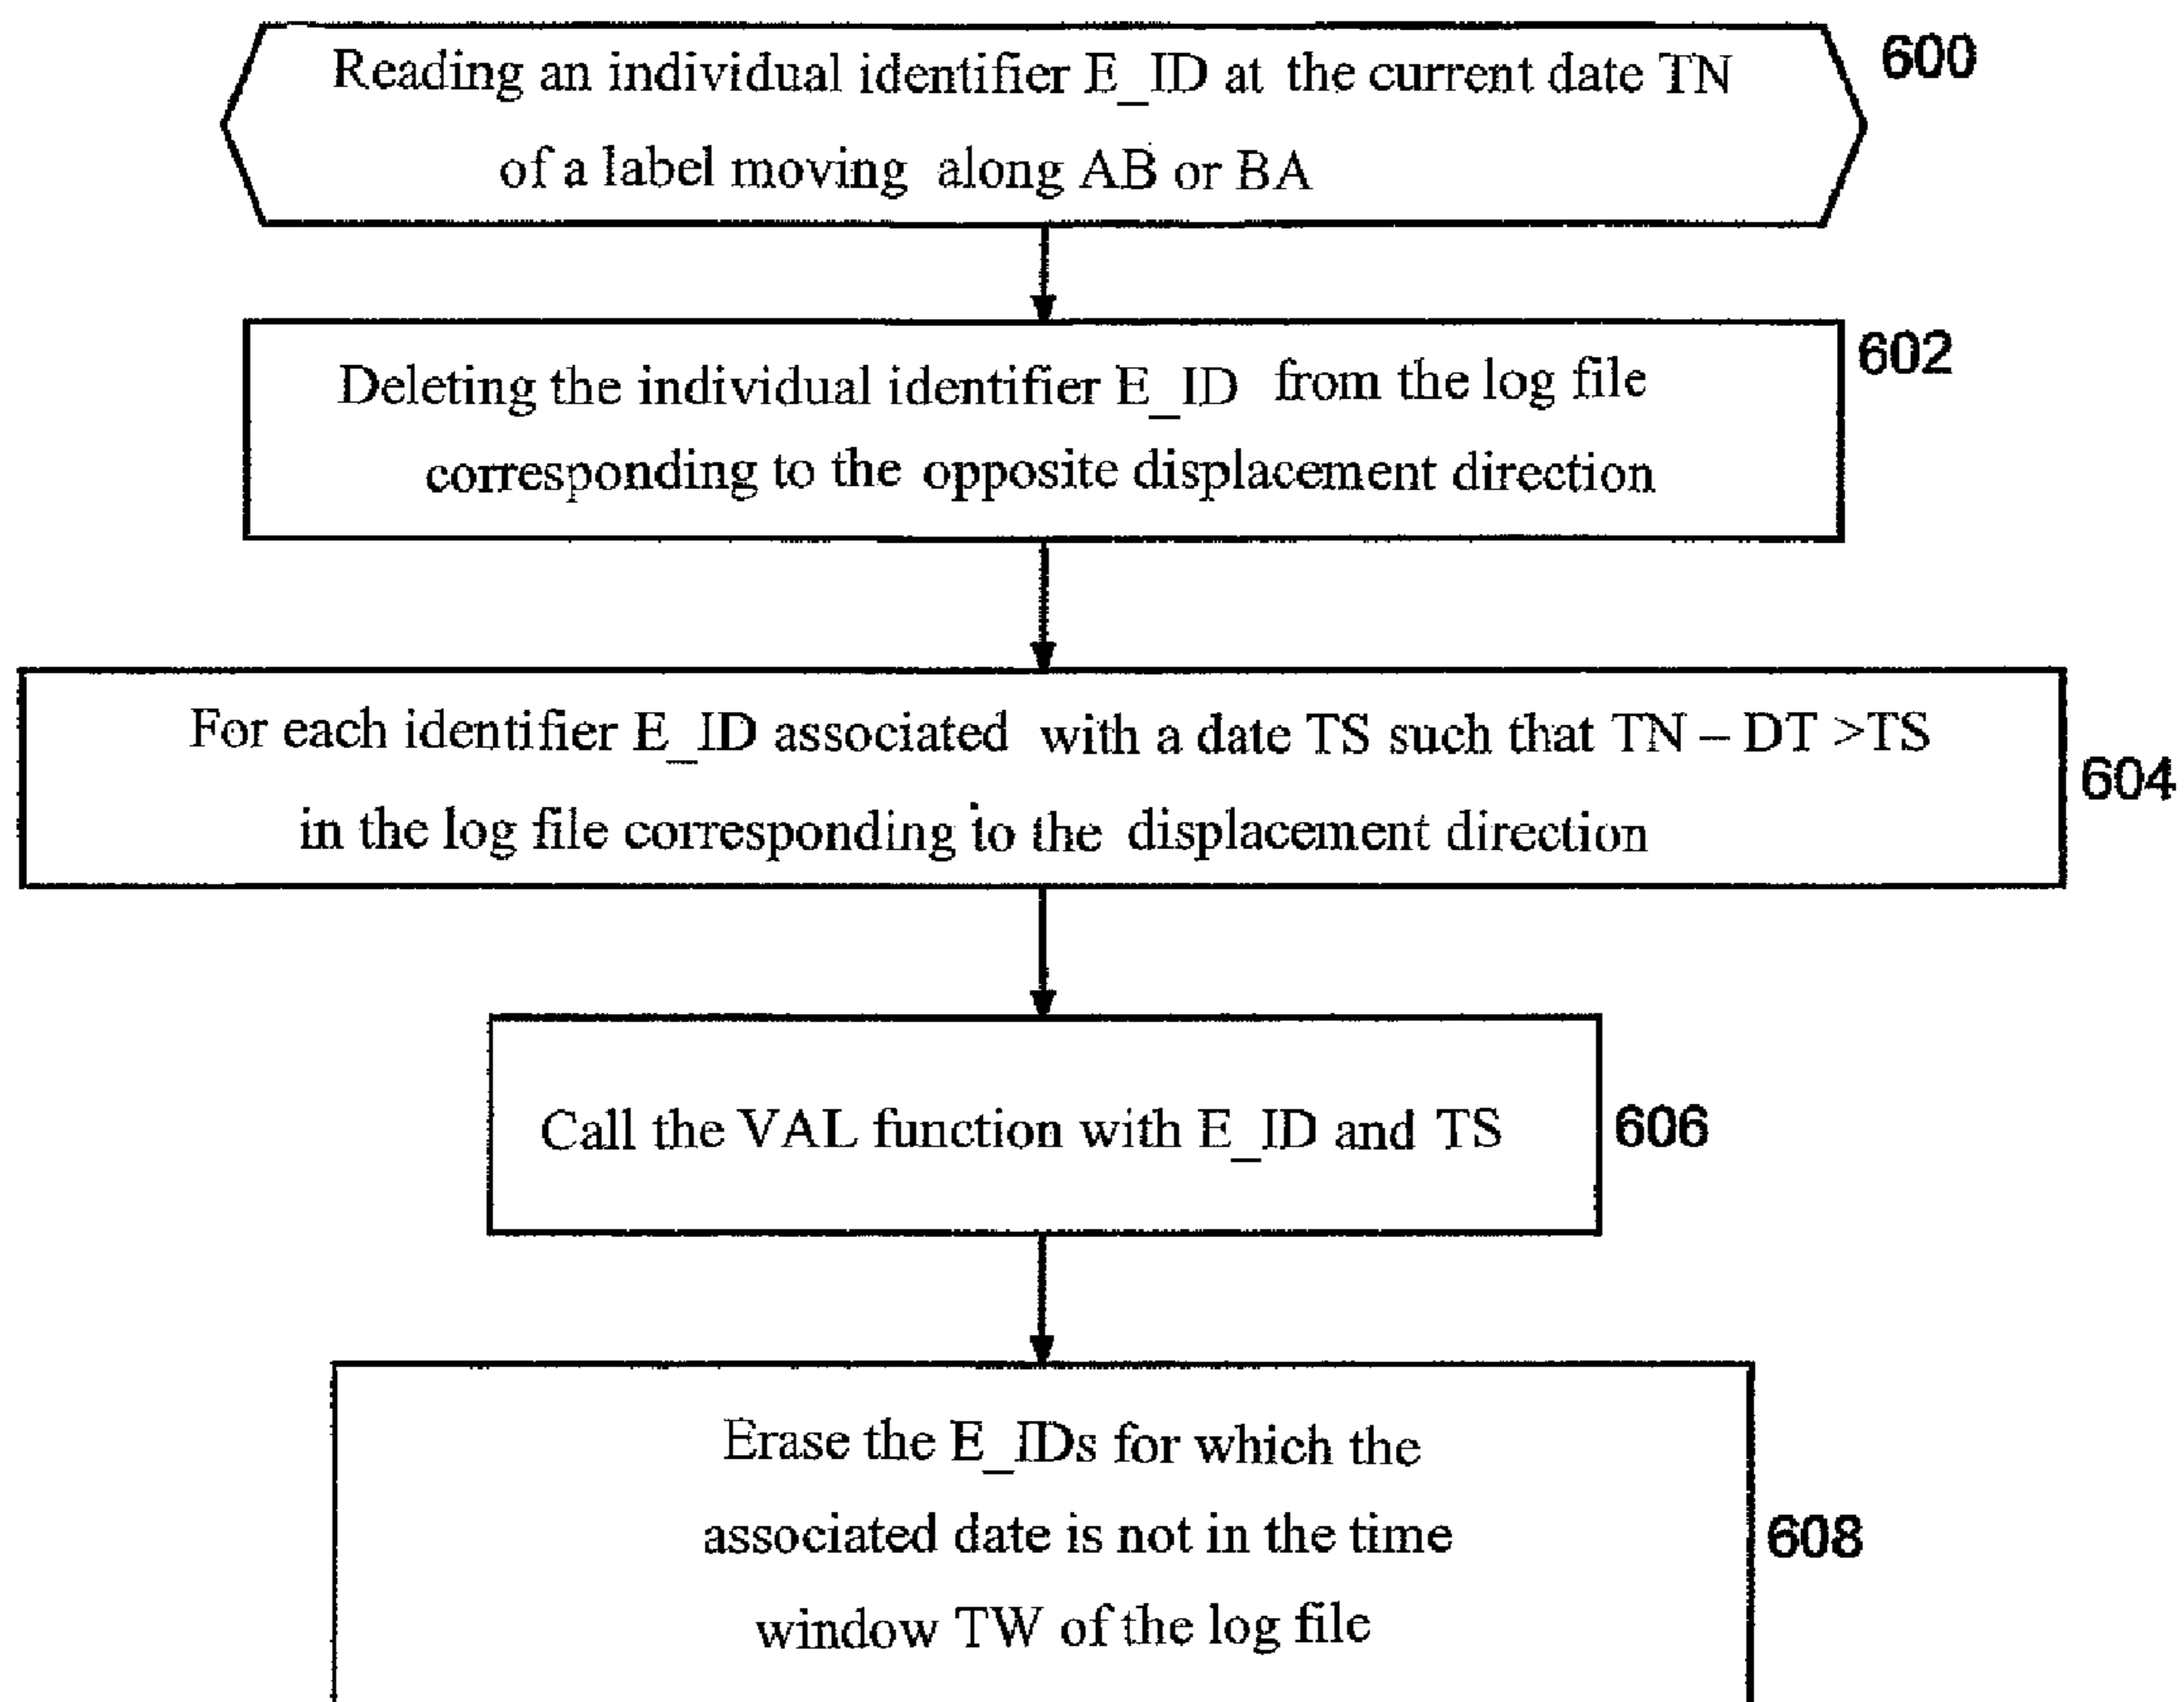 Reading an individual identifier E_ID at the current date TN
of a label moving along AB or BA
600
Deleting the individual identifier E_ID from the log file
corresponding to the opposite displacement direction
602
For each identifier E_ID associated with a date TS such that TN – DT >TS
in the log file corresponding to the displacement direction
604
Call the VAL function with E_ID and TS
606
Erase the E_IDs for which the
associated date is not in the time
window TW of the log file
608